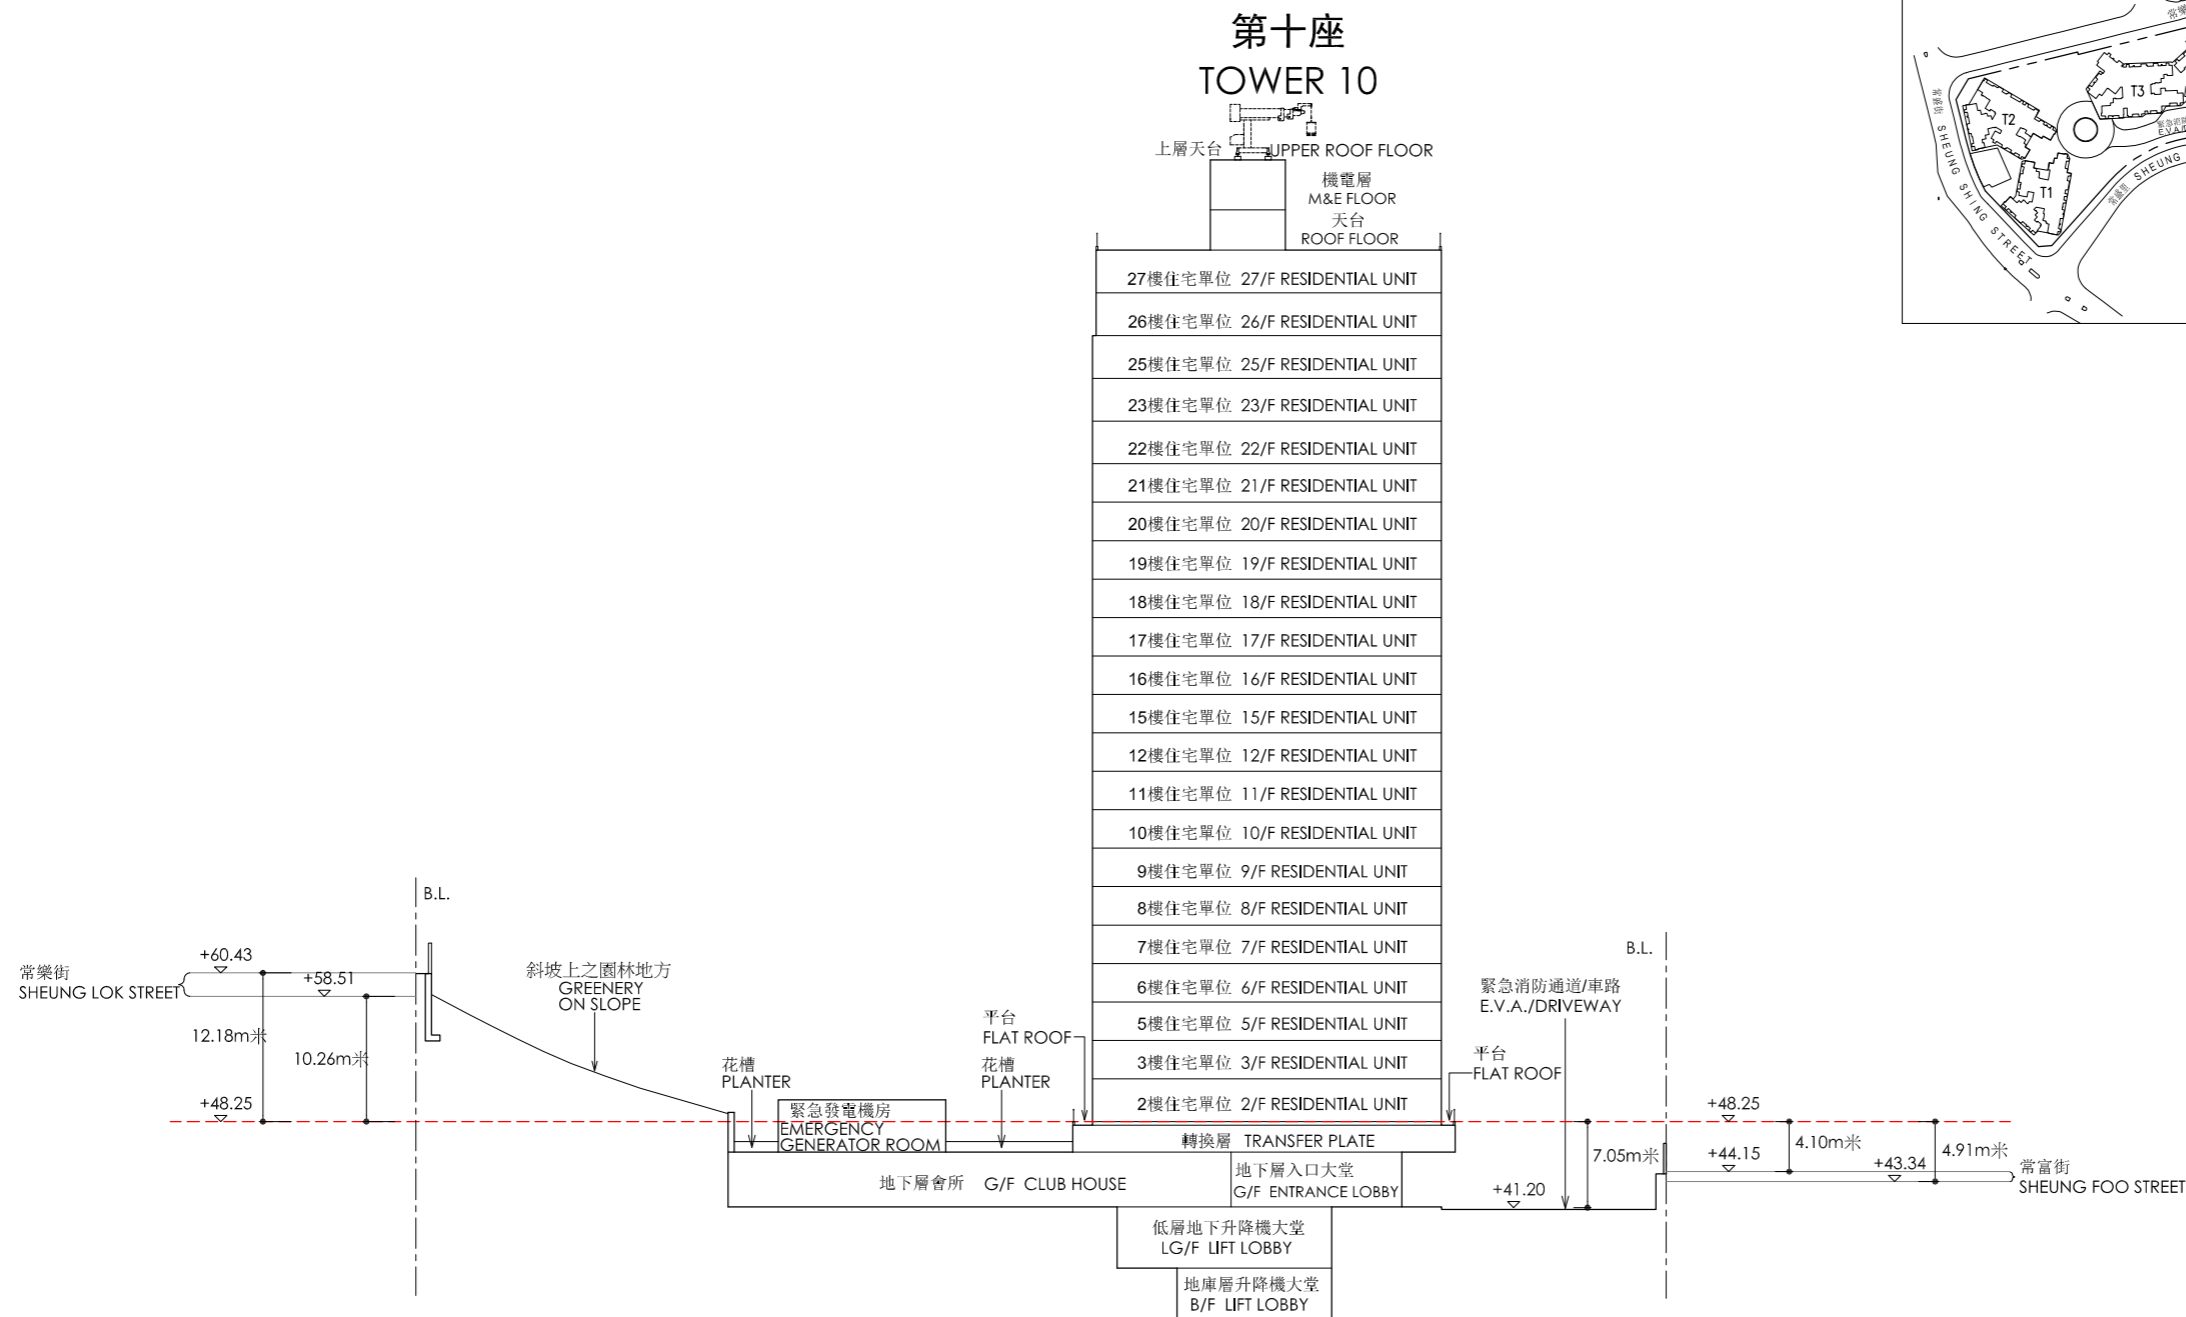 第十座
TOWER 10
上層天台
UPPER ROOF FLOOR
機電層
M&E FLOOR
天台
ROOF FLOOR
27樓住宅單位 27/F RESIDENTIAL UNIT
26樓住宅單位 26/F RESIDENTIAL UNIT
25樓住宅單位 25/F RESIDENTIAL UNIT
23樓住宅單位 23/F RESIDENTIAL UNIT
22樓住宅單位 22/F RESIDENTIAL UNIT
21樓住宅單位 21/F RESIDENTIAL UNIT
20樓住宅單位 20/F RESIDENTIAL UNIT
19樓住宅單位 19/F RESIDENTIAL UNIT
18樓住宅單位 18/F RESIDENTIAL UNIT
17樓住宅單位 17/F RESIDENTIAL UNIT
16樓住宅單位 16/F RESIDENTIAL UNIT
15樓住宅單位 15/F RESIDENTIAL UNIT
12樓住宅單位 12/F RESIDENTIAL UNIT
11樓住宅單位 11/F RESIDENTIAL UNIT
10樓住宅單位 10/F RESIDENTIAL UNIT
9樓住宅單位 9/F RESIDENTIAL UNIT
8樓住宅單位 8/F RESIDENTIAL UNIT
7樓住宅單位 7/F RESIDENTIAL UNIT
6樓住宅單位 6/F RESIDENTIAL UNIT
5樓住宅單位 5/F RESIDENTIAL UNIT
3樓住宅單位 3/F RESIDENTIAL UNIT
2樓住宅單位 2/F RESIDENTIAL UNIT
轉換層 TRANSFER PLATE
地下層會所 G/F CLUB HOUSE
地下層入口大堂
G/F ENTRANCE LOBBY
低層地下升降機大堂
LG/F LIFT LOBBY
地庫層升降機大堂
B/F LIFT LOBBY
B.L.
常樂街
SHEUNG LOK STREET
+60.43
+58.51
12.18m米
10.26m米
+48.25
斜坡上之園林地方
GREENERY
ON SLOPE
花槽
PLANTER
緊急發電機房
EMERGENCY
GENERATOR ROOM
花槽
PLANTER
平台
FLAT ROOF
平台
FLAT ROOF
緊急消防通道/車路
E.V.A./DRIVEWAY
B.L.
+48.25
7.05m米
+41.20
+44.15
4.10m米
+43.34
4.91m米
常富街
SHEUNG FOO STREET
T1
T2
T3
常盛街 SHEUNG SHING STREET
常盛里 SHEUNG